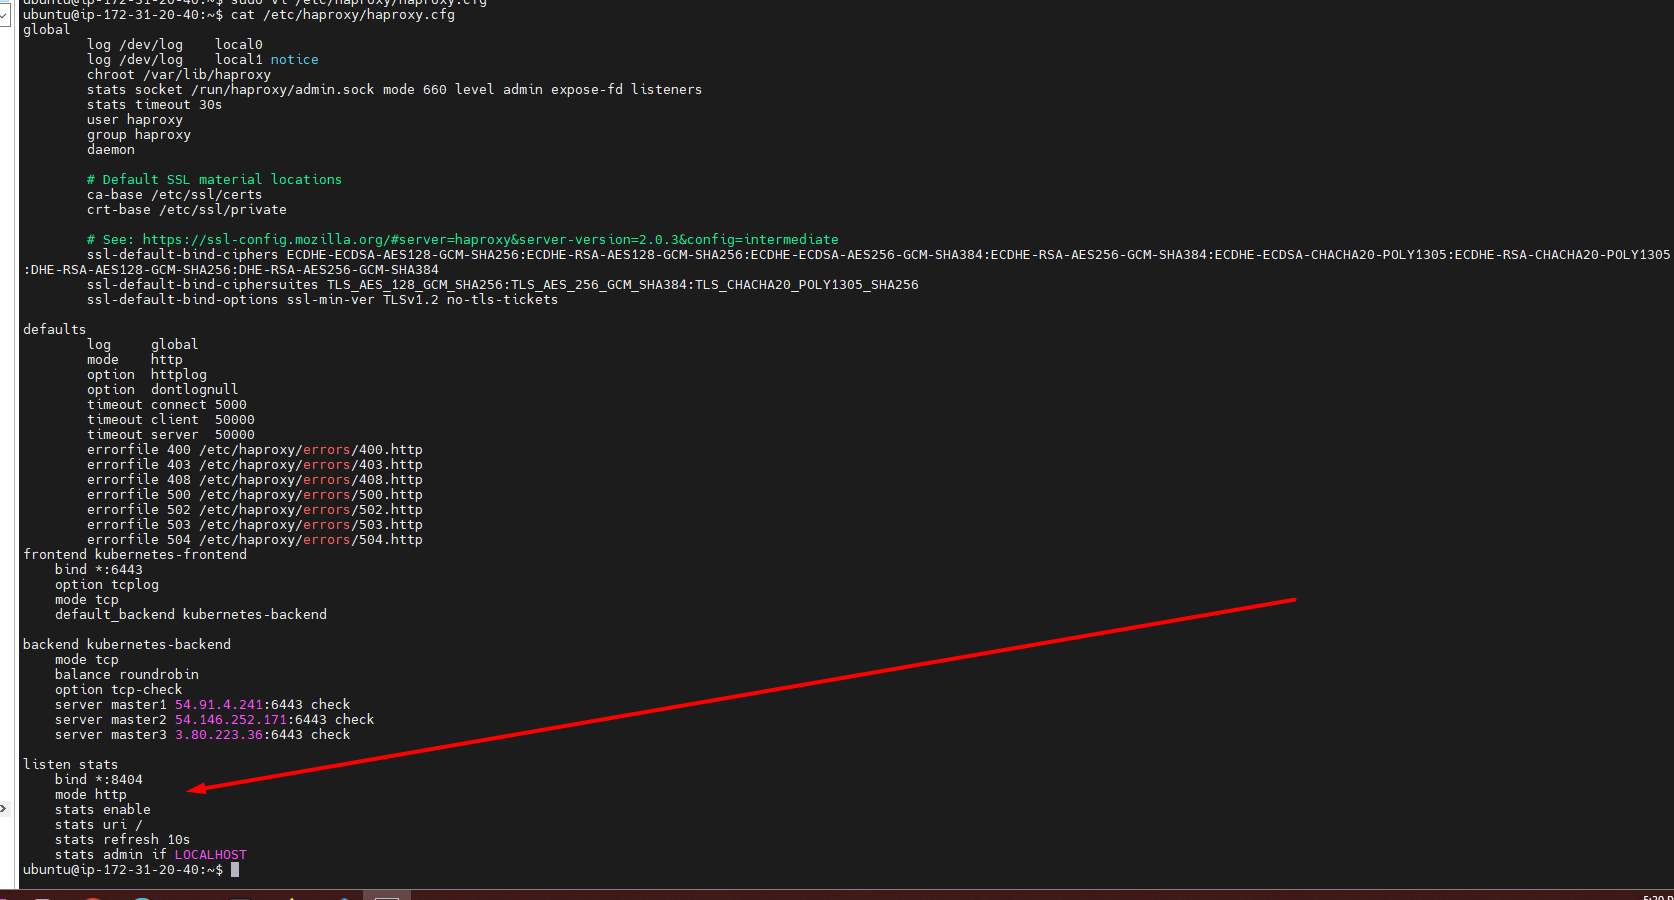 ubuntu@ip-172-31-20-40:~$ sudo vi /etc/haproxy/haproxy.cfg
ubuntu@ip-172-31-20-40:~$ cat /etc/haproxy/haproxy.cfg
global
        log /dev/log    local0
        log /dev/log    local1 notice
        chroot /var/lib/haproxy
        stats socket /run/haproxy/admin.sock mode 660 level admin expose-fd listeners
        stats timeout 30s
        user haproxy
        group haproxy
        daemon

        # Default SSL material locations
        ca-base /etc/ssl/certs
        crt-base /etc/ssl/private

        # See: https://ssl-config.mozilla.org/#server=haproxy&server-version=2.0.3&config=intermediate
        ssl-default-bind-ciphers ECDHE-ECDSA-AES128-GCM-SHA256:ECDHE-RSA-AES128-GCM-SHA256:ECDHE-ECDSA-AES256-GCM-SHA384:ECDHE-RSA-AES256-GCM-SHA384:ECDHE-ECDSA-CHACHA20-POLY1305:ECDHE-RSA-CHACHA20-POLY1305
:DHE-RSA-AES128-GCM-SHA256:DHE-RSA-AES256-GCM-SHA384
        ssl-default-bind-ciphersuites TLS_AES_128_GCM_SHA256:TLS_AES_256_GCM_SHA384:TLS_CHACHA20_POLY1305_SHA256
        ssl-default-bind-options ssl-min-ver TLSv1.2 no-tls-tickets

defaults
        log     global
        mode    http
        option  httplog
        option  dontlognull
        timeout connect 5000
        timeout client  50000
        timeout server  50000
        errorfile 400 /etc/haproxy/errors/400.http
        errorfile 403 /etc/haproxy/errors/403.http
        errorfile 408 /etc/haproxy/errors/408.http
        errorfile 500 /etc/haproxy/errors/500.http
        errorfile 502 /etc/haproxy/errors/502.http
        errorfile 503 /etc/haproxy/errors/503.http
        errorfile 504 /etc/haproxy/errors/504.http
frontend kubernetes-frontend
    bind *:6443
    option tcplog
    mode tcp
    default_backend kubernetes-backend

backend kubernetes-backend
    mode tcp
    balance roundrobin
    option tcp-check
    server master1 54.91.4.241:6443 check
    server master2 54.146.252.171:6443 check
    server master3 3.80.223.36:6443 check

listen stats
    bind *:8404
    mode http
    stats enable
    stats uri /
    stats refresh 10s
    stats admin if LOCALHOST
ubuntu@ip-172-31-20-40:~$